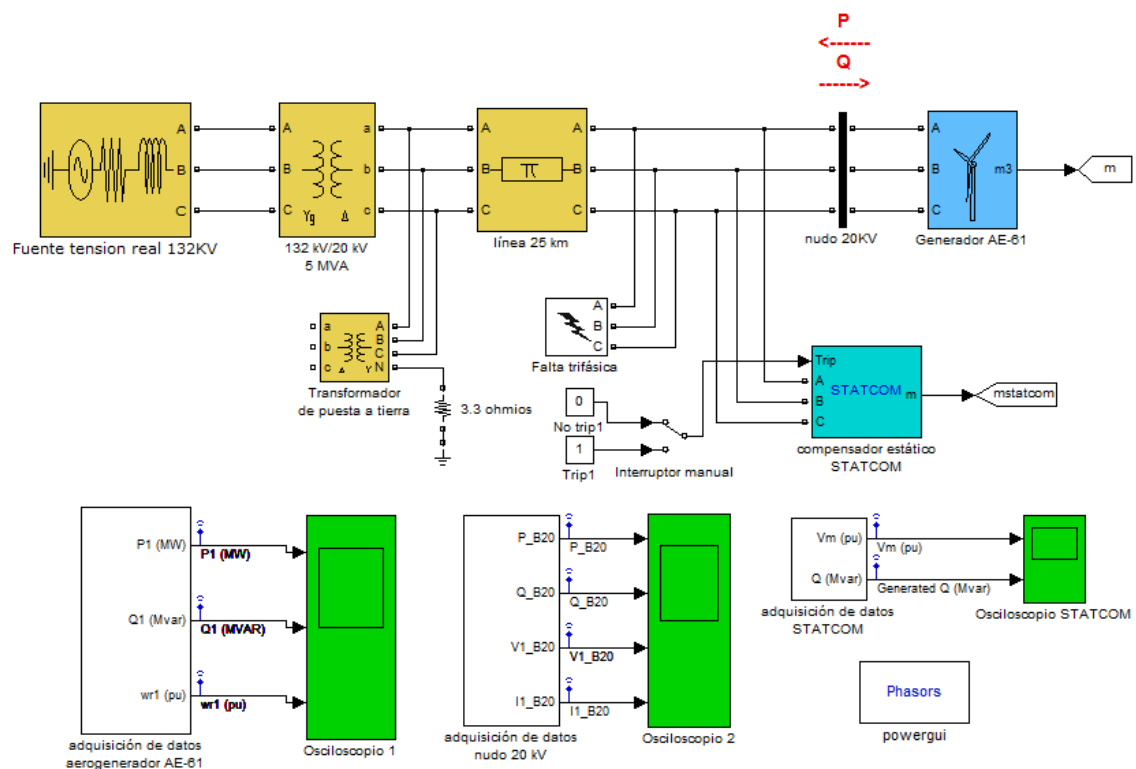 P
<------
Q
------>
A
B
C
Fuente tension real 132KV
A
B
C
a
b
c
Yg
Δ
132 kV/20 kV
5 MVA
A
B
C
π
A
B
C
línea 25 km
nudo 20KV
A
B
C
m3
Generador AE-61
m
a
b
c
A
B
C
N
Δ
Y
Transformador
de puesta a tierra
3.3 ohmios
A
B
C
Falta trifásica
0
No trip1
1
Trip1
Interruptor manual
Trip
A
B
C
STATCOM
m
mstatcom
compensador estático
STATCOM
P1 (MW)
P1 (MW)
Q1 (Mvar)
Q1 (MVAR)
wr1 (pu)
wr1 (pu)
adquisición de datos
aerogenerador AE-61
Osciloscopio 1
P_B20
P_B20
Q_B20
Q_B20
V1_B20
V1_B20
I1_B20
I1_B20
adquisición de datos
nudo 20 kV
Osciloscopio 2
Vm (pu)
Vm (pu)
Q (Mvar)
Generated Q (Mvar)
adquisición de datos
STATCOM
Osciloscopio STATCOM
Phasors
powergui